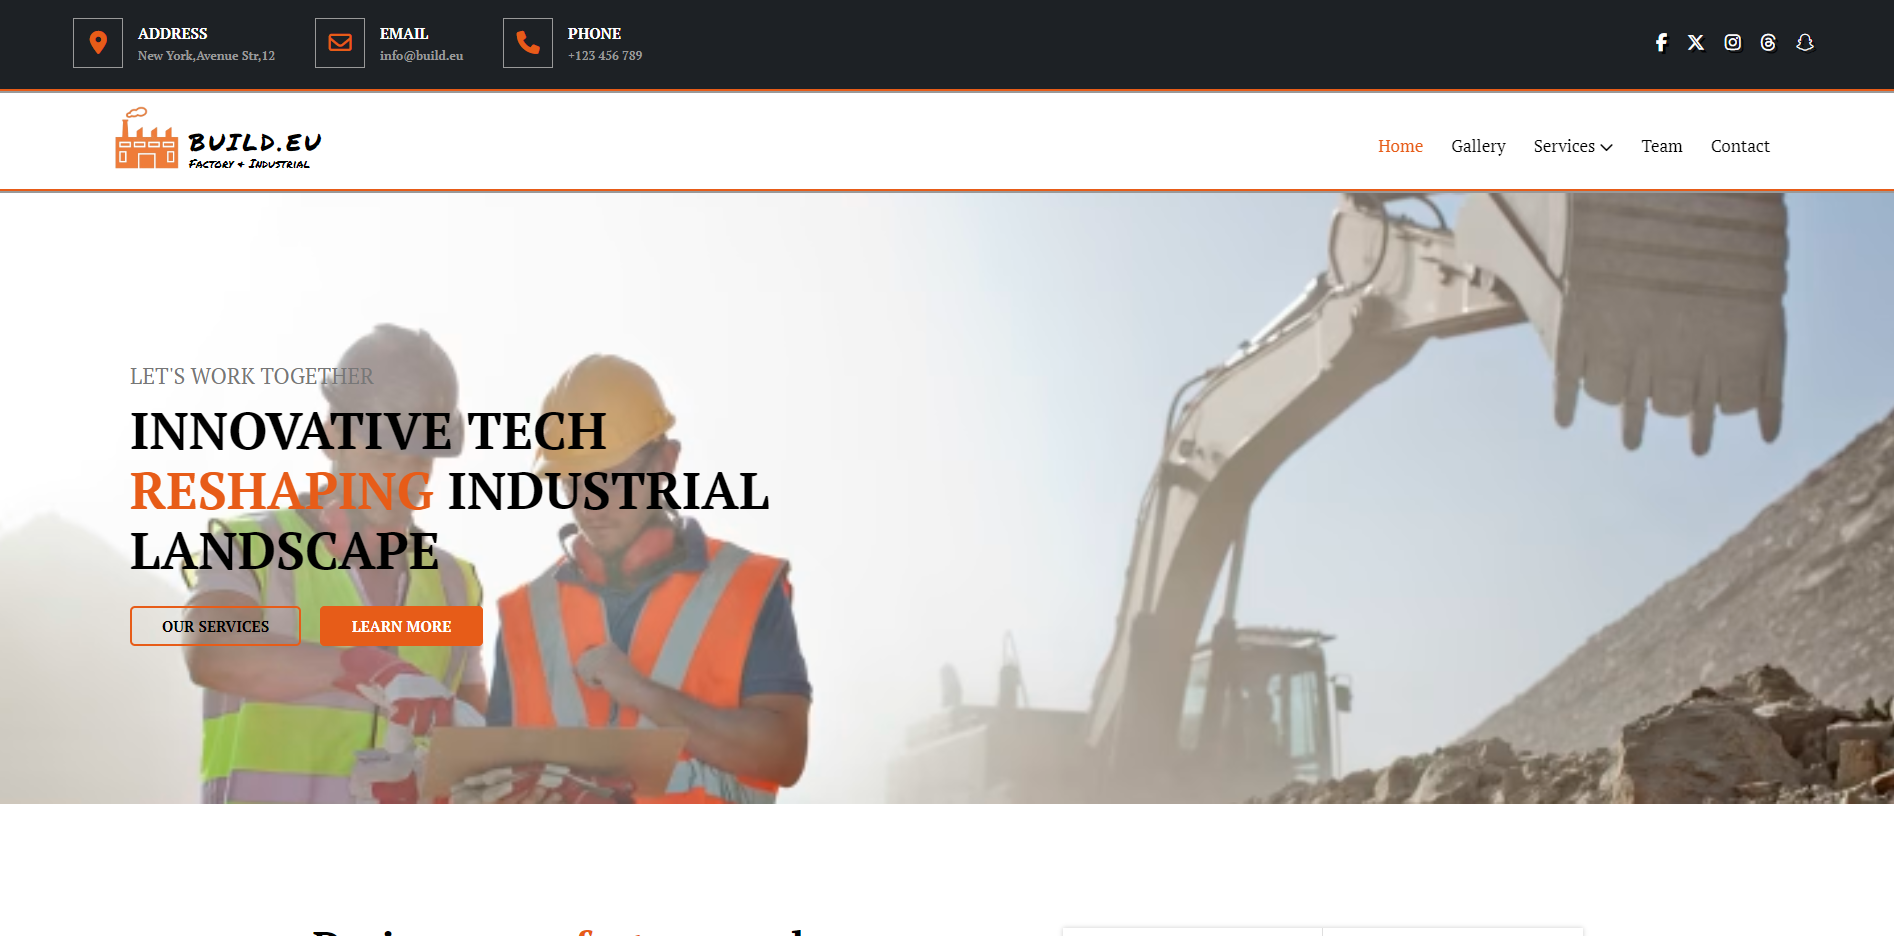 ADDRESS
New York,Avenue Str,12
EMAIL
info@build.eu
PHONE
+123 456 789
BUILD.EU
Factory & Industrial
Home
Gallery
Services
Team
Contact
LET'S WORK TOGETHER
INNOVATIVE TECH
RESHAPING INDUSTRIAL
LANDSCAPE
OUR SERVICES
LEARN MORE